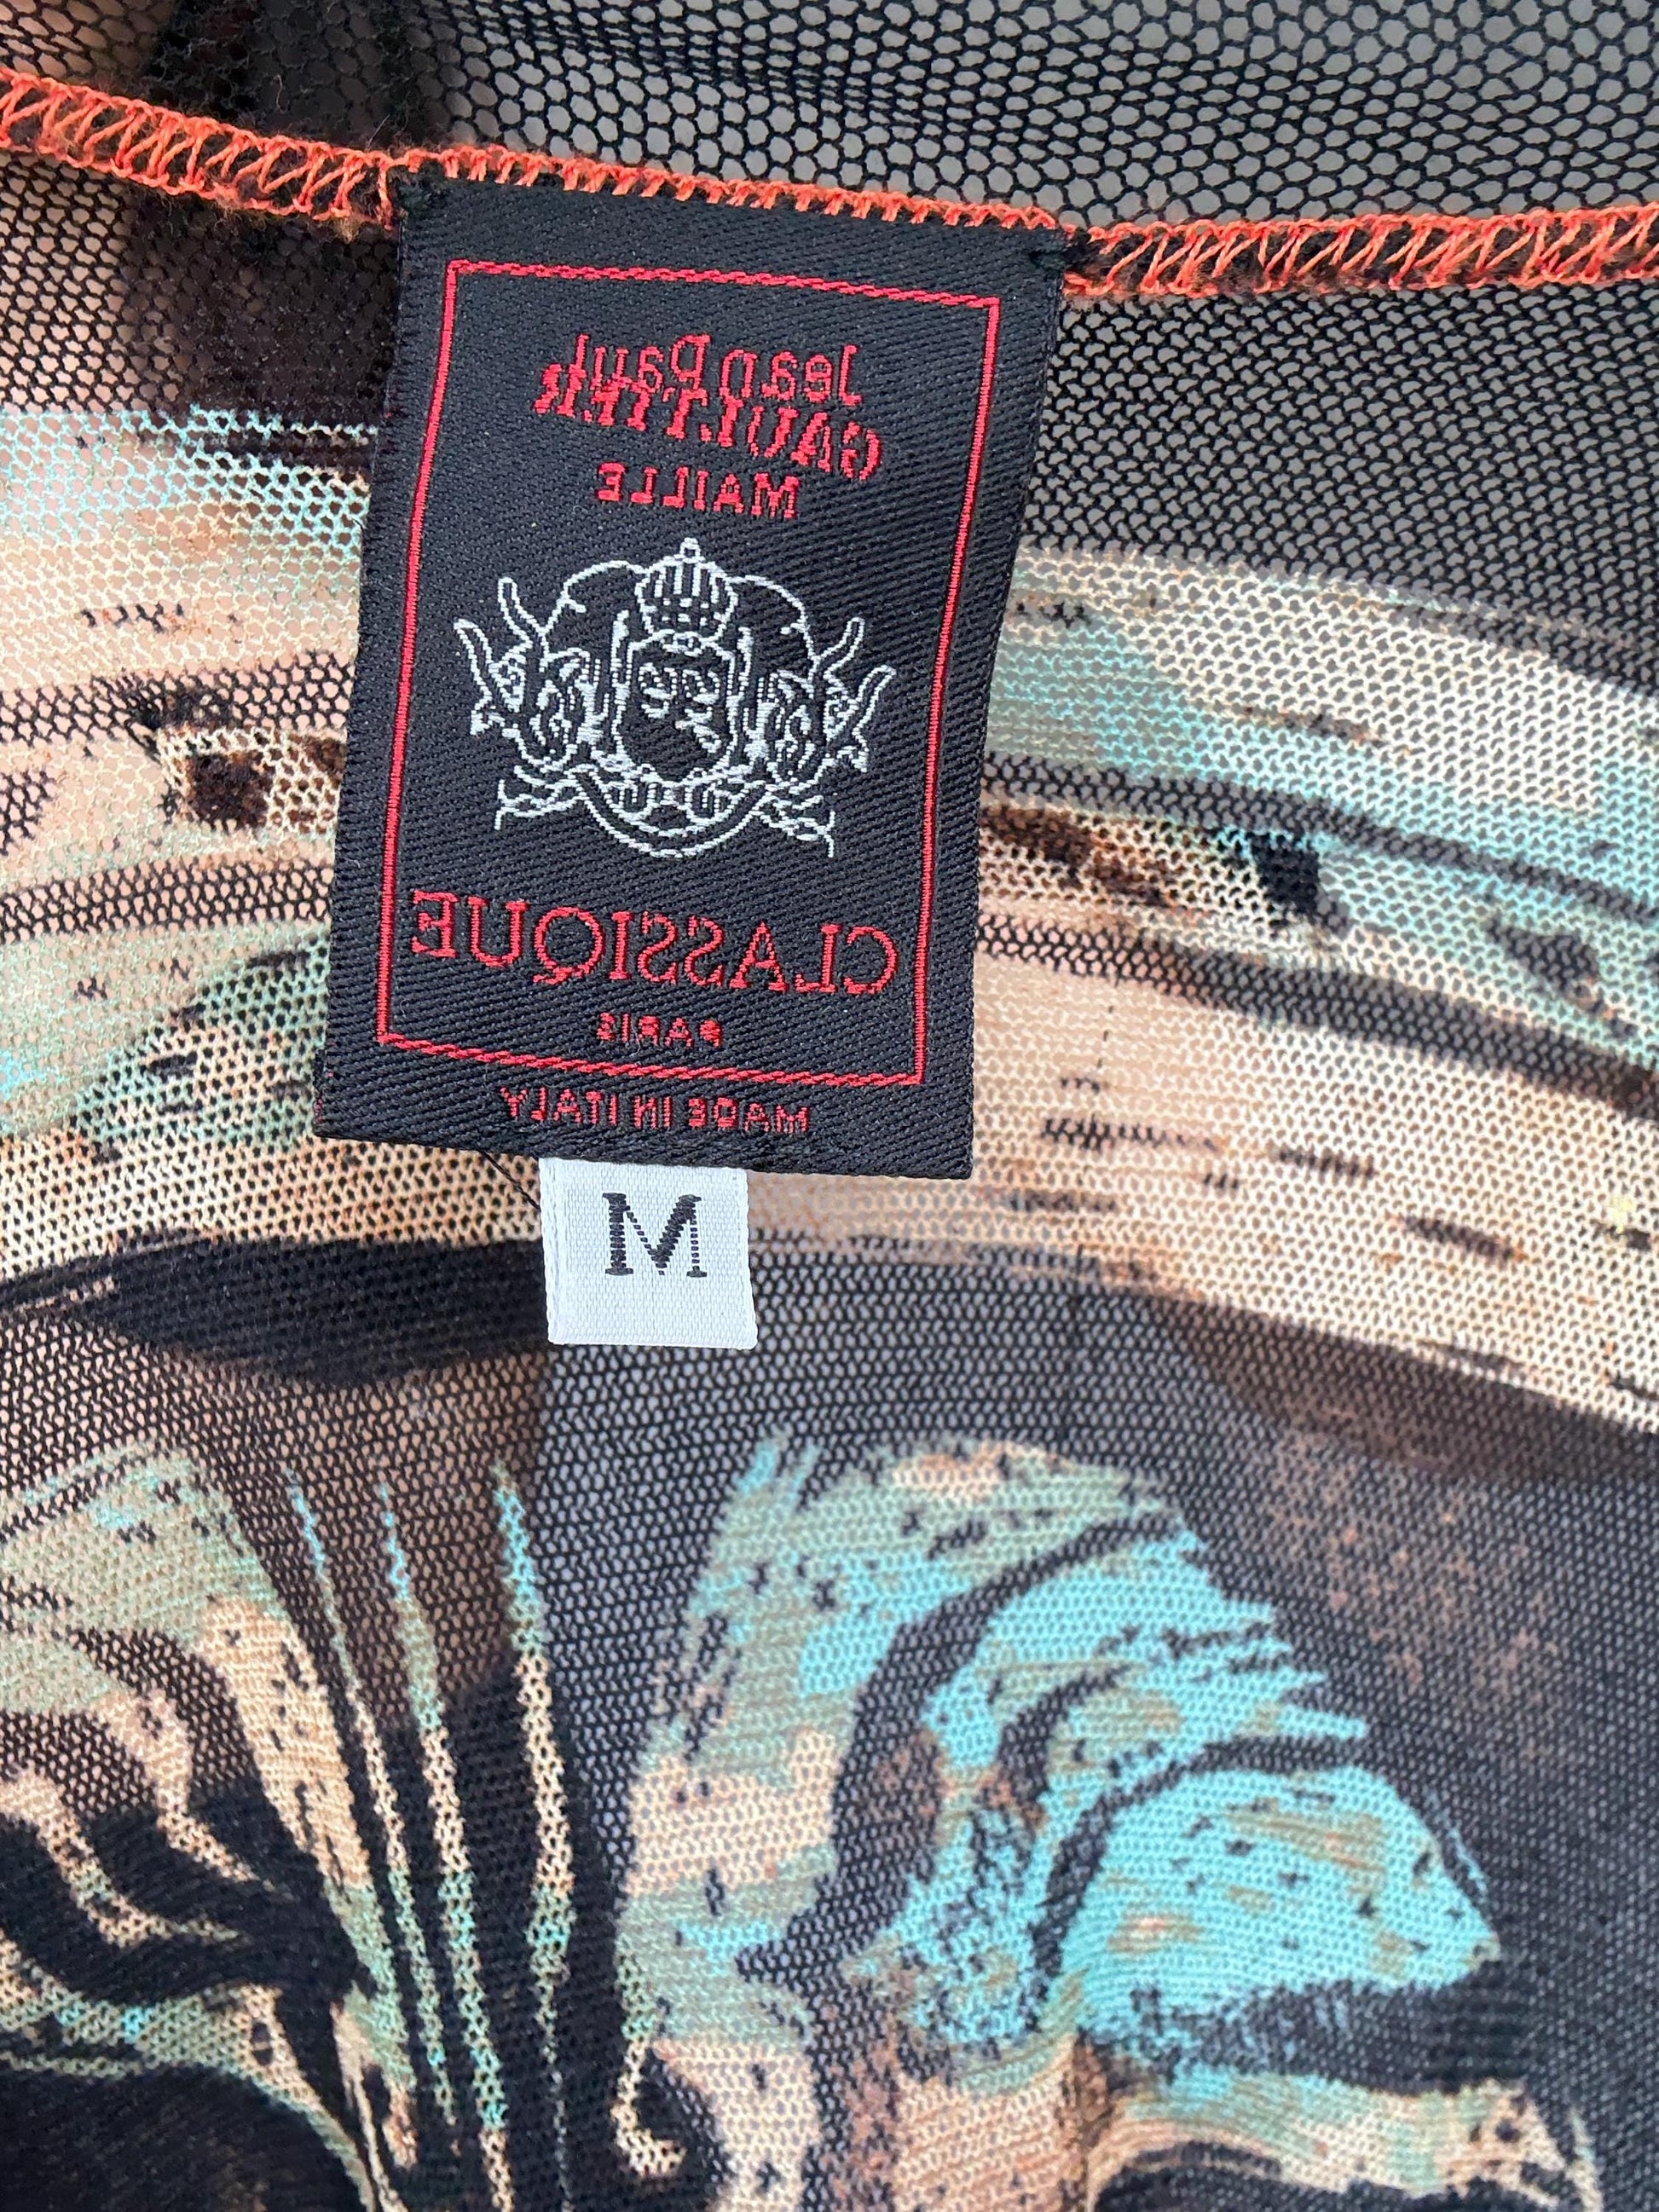 Jean Paul
GAULTIER
MAILLE
CLASSIQUE
PARIS
MADE IN ITALY
M